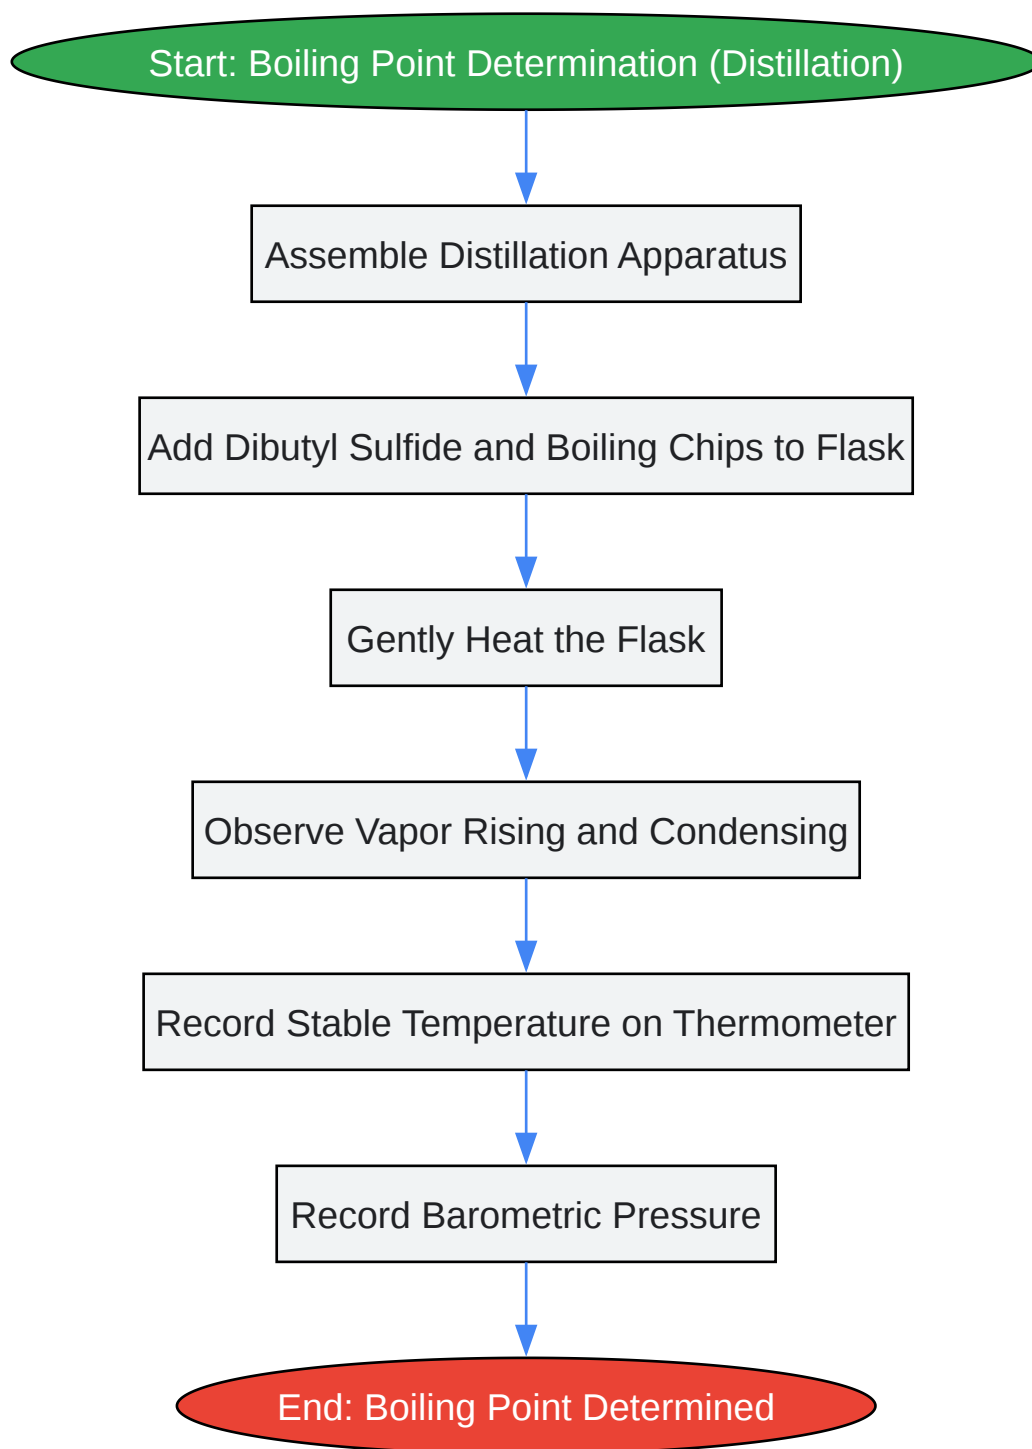 Start: Boiling Point Determination (Distillation)
Assemble Distillation Apparatus
Add Dibutyl Sulfide and Boiling Chips to Flask
Gently Heat the Flask
Observe Vapor Rising and Condensing
Record Stable Temperature on Thermometer
Record Barometric Pressure
End: Boiling Point Determined